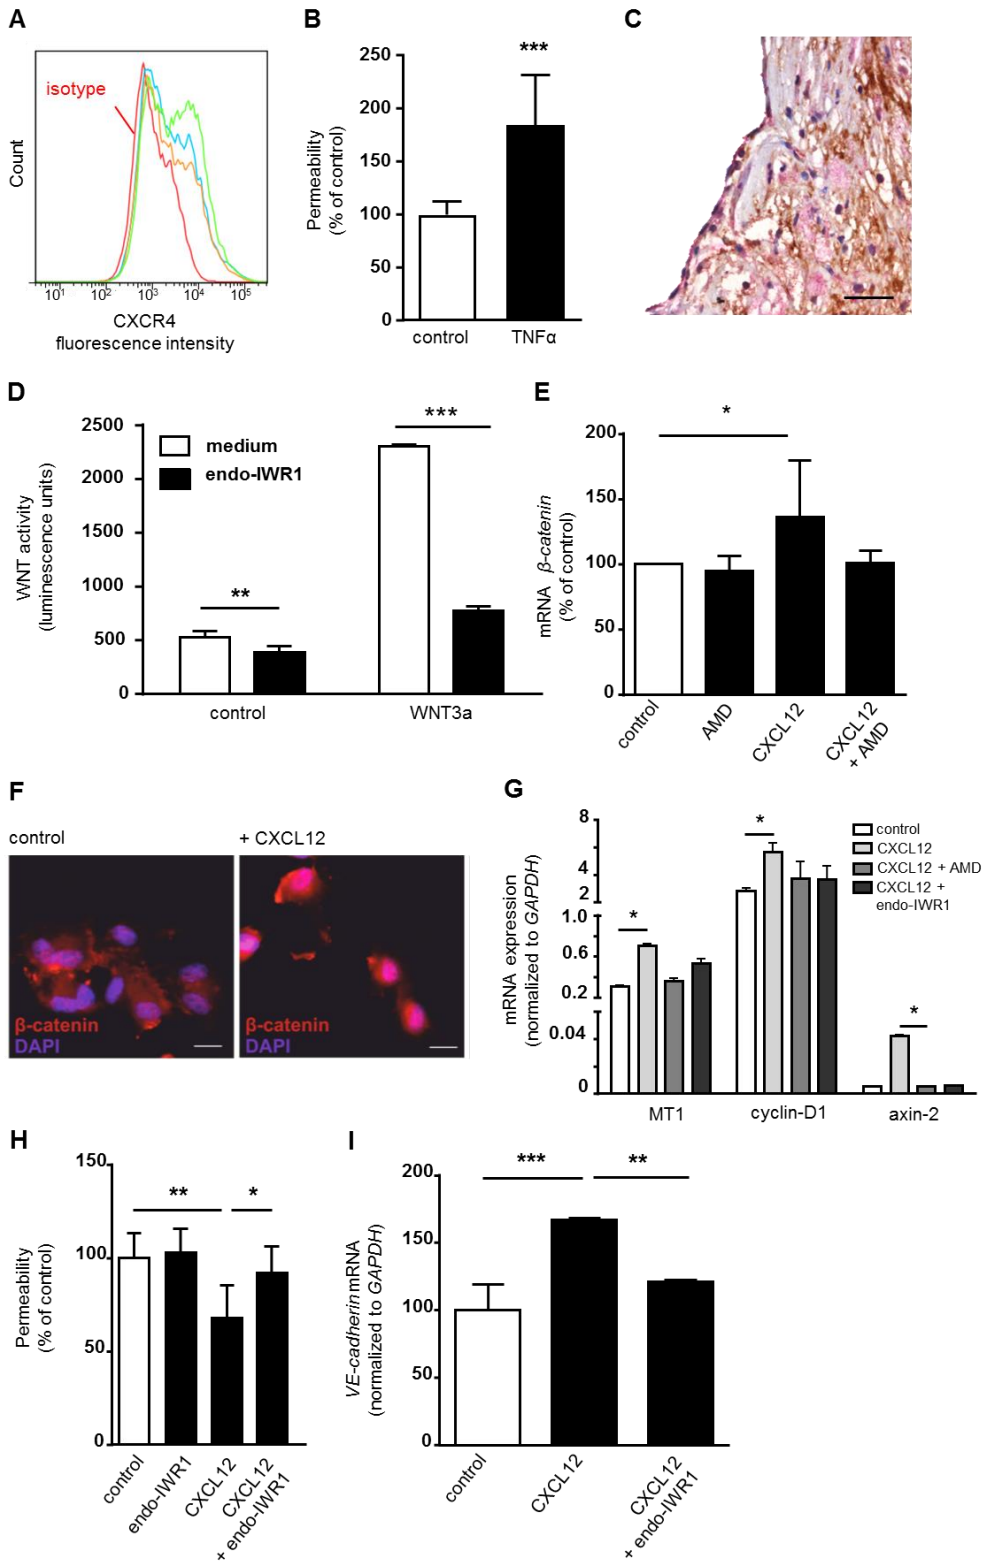 A
isotype
Count
10¹ 10² 10³ 10⁴ 10⁵
CXCR4
fluorescence intensity
B
***
Permeability
(% of control)
250
200
150
100
50
0
control
TNFα
C
D
WNT activity
(luminescence units)
2500
2000
1500
1000
500
0
medium
endo-IWR1
**
***
control
WNT3a
E
*
mRNA β-catenin
(% of control)
200
150
100
50
0
control
AMD
CXCL12
CXCL12
+ AMD
F
control
+ CXCL12
β-catenin
DAPI
β-catenin
DAPI
G
mRNA expression
(normalized to GAPDH)
8
6
4
2
1.0
0.6
0.2
0.04
0
*
*
*
control
CXCL12
CXCL12 + AMD
CXCL12 +
endo-IWR1
MT1
cyclin-D1
axin-2
H
Permeability
(% of control)
150
100
50
0
**
*
control
endo-IWR1
CXCL12
CXCL12
+ endo-IWR1
I
VE-cadherin mRNA
(normalized to GAPDH)
200
150
100
50
0
***
**
control
CXCL12
CXCL12
+ endo-IWR1